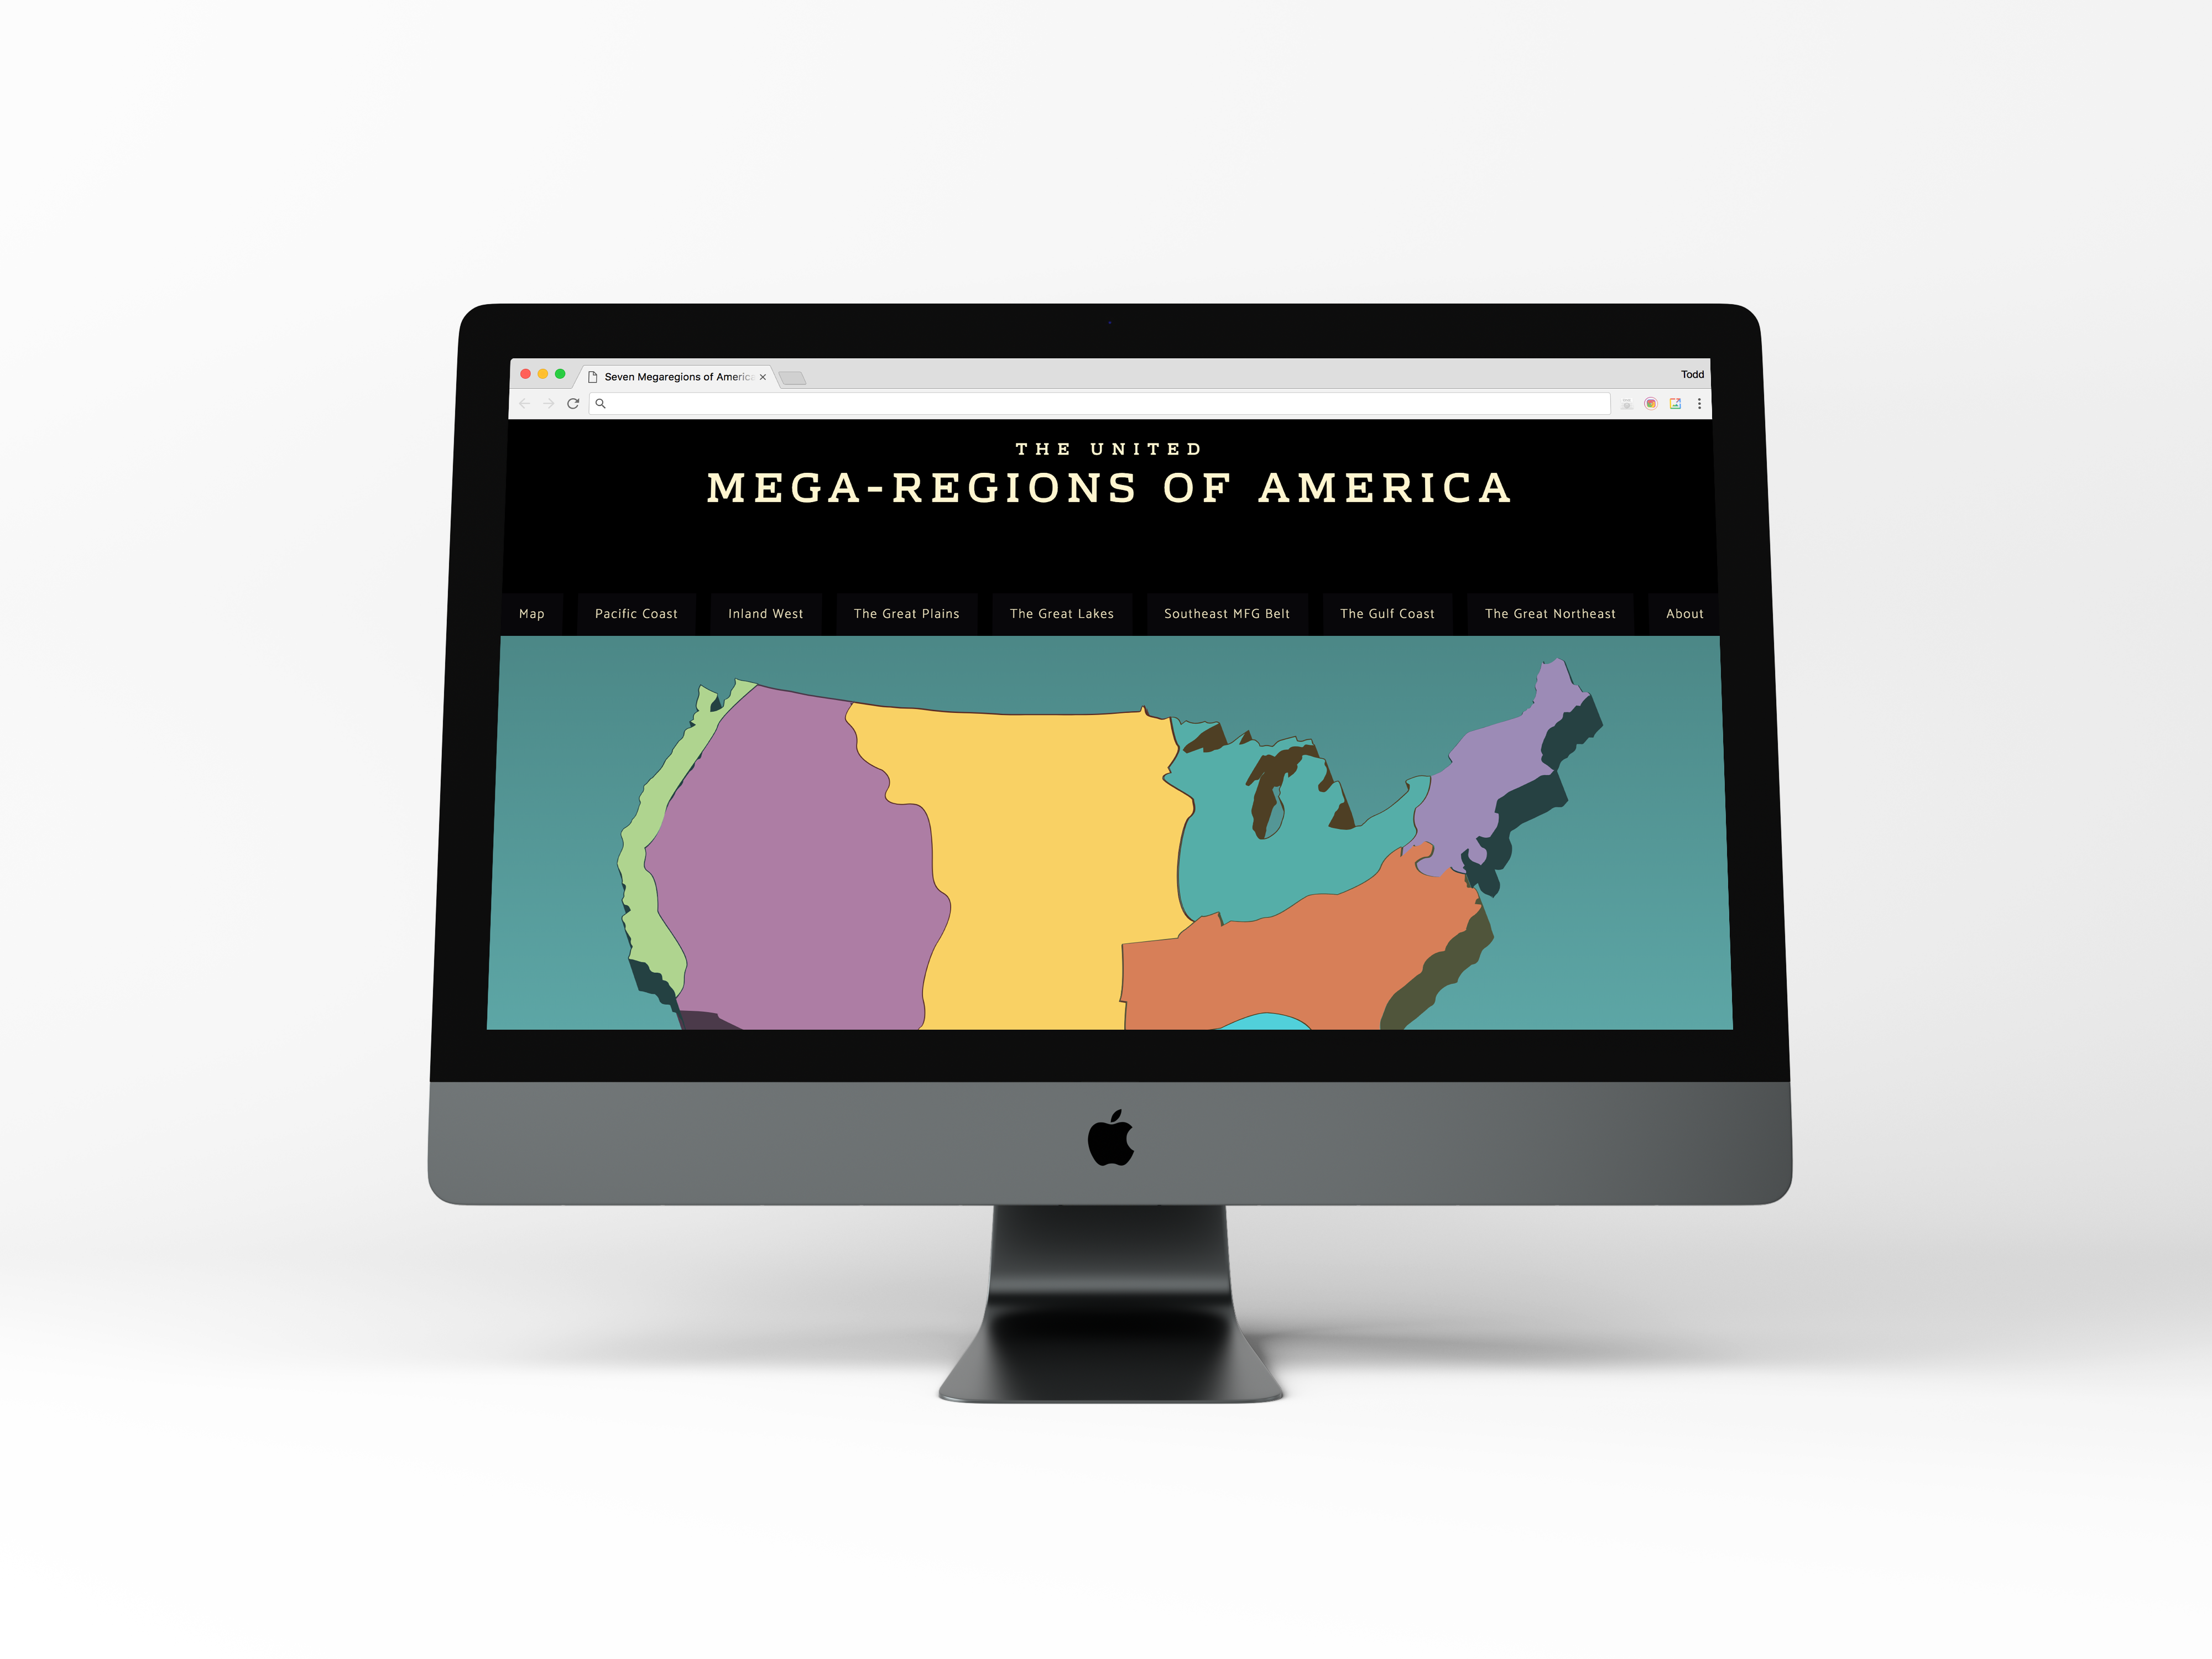 Seven Megaregions of America
Todd
THE UNITED
MEGA-REGIONS OF AMERICA
Map
Pacific Coast
Inland West
The Great Plains
The Great Lakes
Southeast MFG Belt
The Gulf Coast
The Great Northeast
About